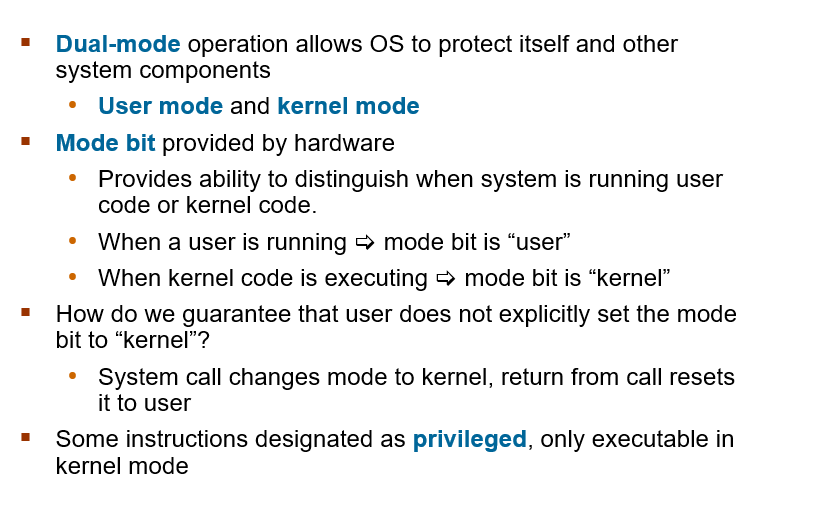 ▪ Dual-mode operation allows OS to protect itself and other
system components
• User mode and kernel mode
▪ Mode bit provided by hardware
• Provides ability to distinguish when system is running user
code or kernel code.
• When a user is running ⇨ mode bit is “user”
• When kernel code is executing ⇨ mode bit is “kernel”
▪ How do we guarantee that user does not explicitly set the mode
bit to “kernel”?
• System call changes mode to kernel, return from call resets
it to user
▪ Some instructions designated as privileged, only executable in
kernel mode